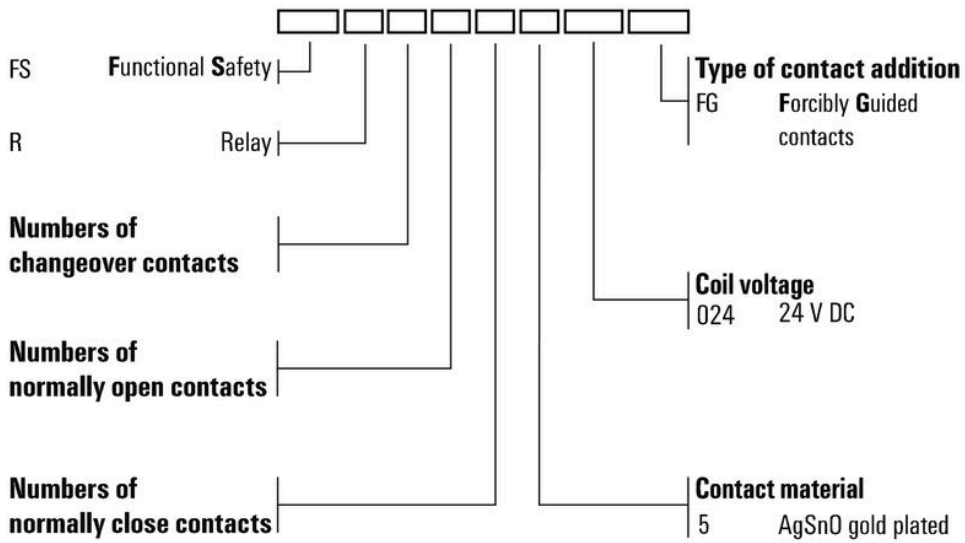 FS Functional Safety
R Relay
Numbers of
changeover contacts
Numbers of
normally open contacts
Numbers of
normally close contacts
Type of contact addition
FG Forcibly Guided
contacts
Coil voltage
024 24 V DC
Contact material
5 AgSnO gold plated